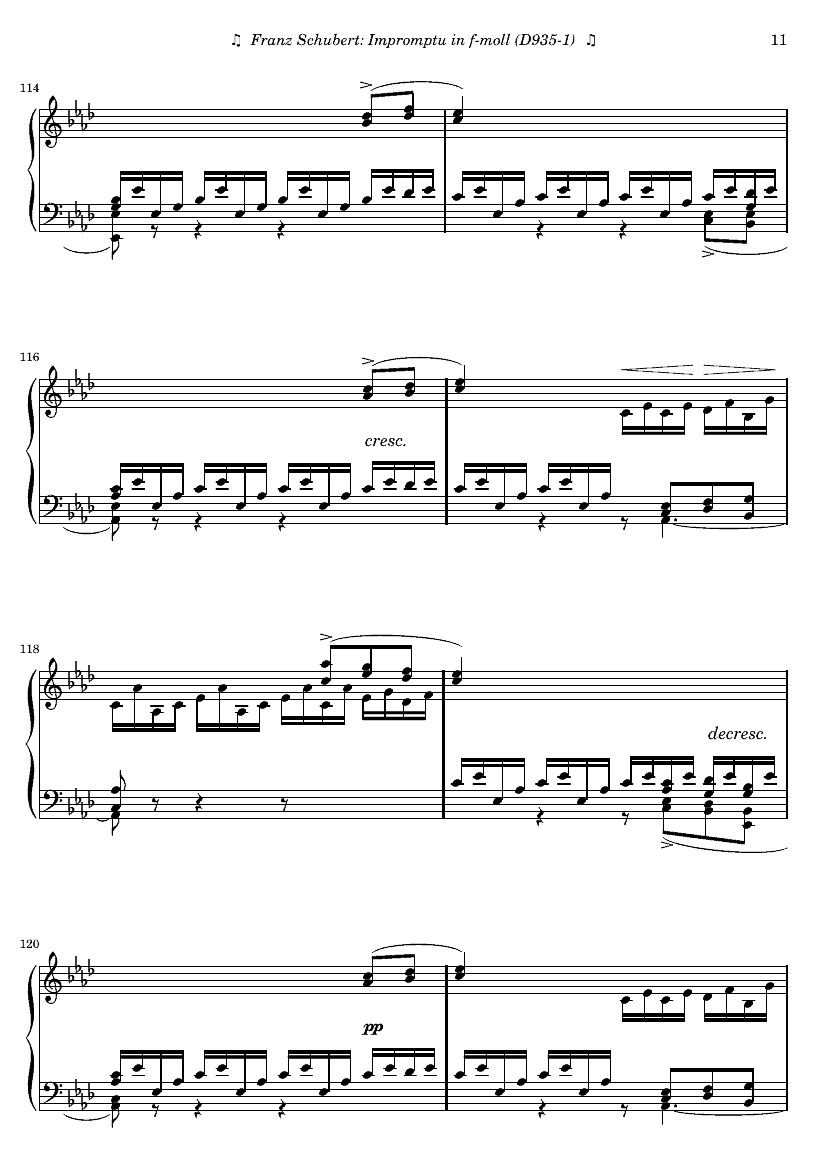 ♫ Franz Schubert: Impromptu in f-moll (D935-1) ♫ 11
114
116
cresc.
118
decresc.
120
pp